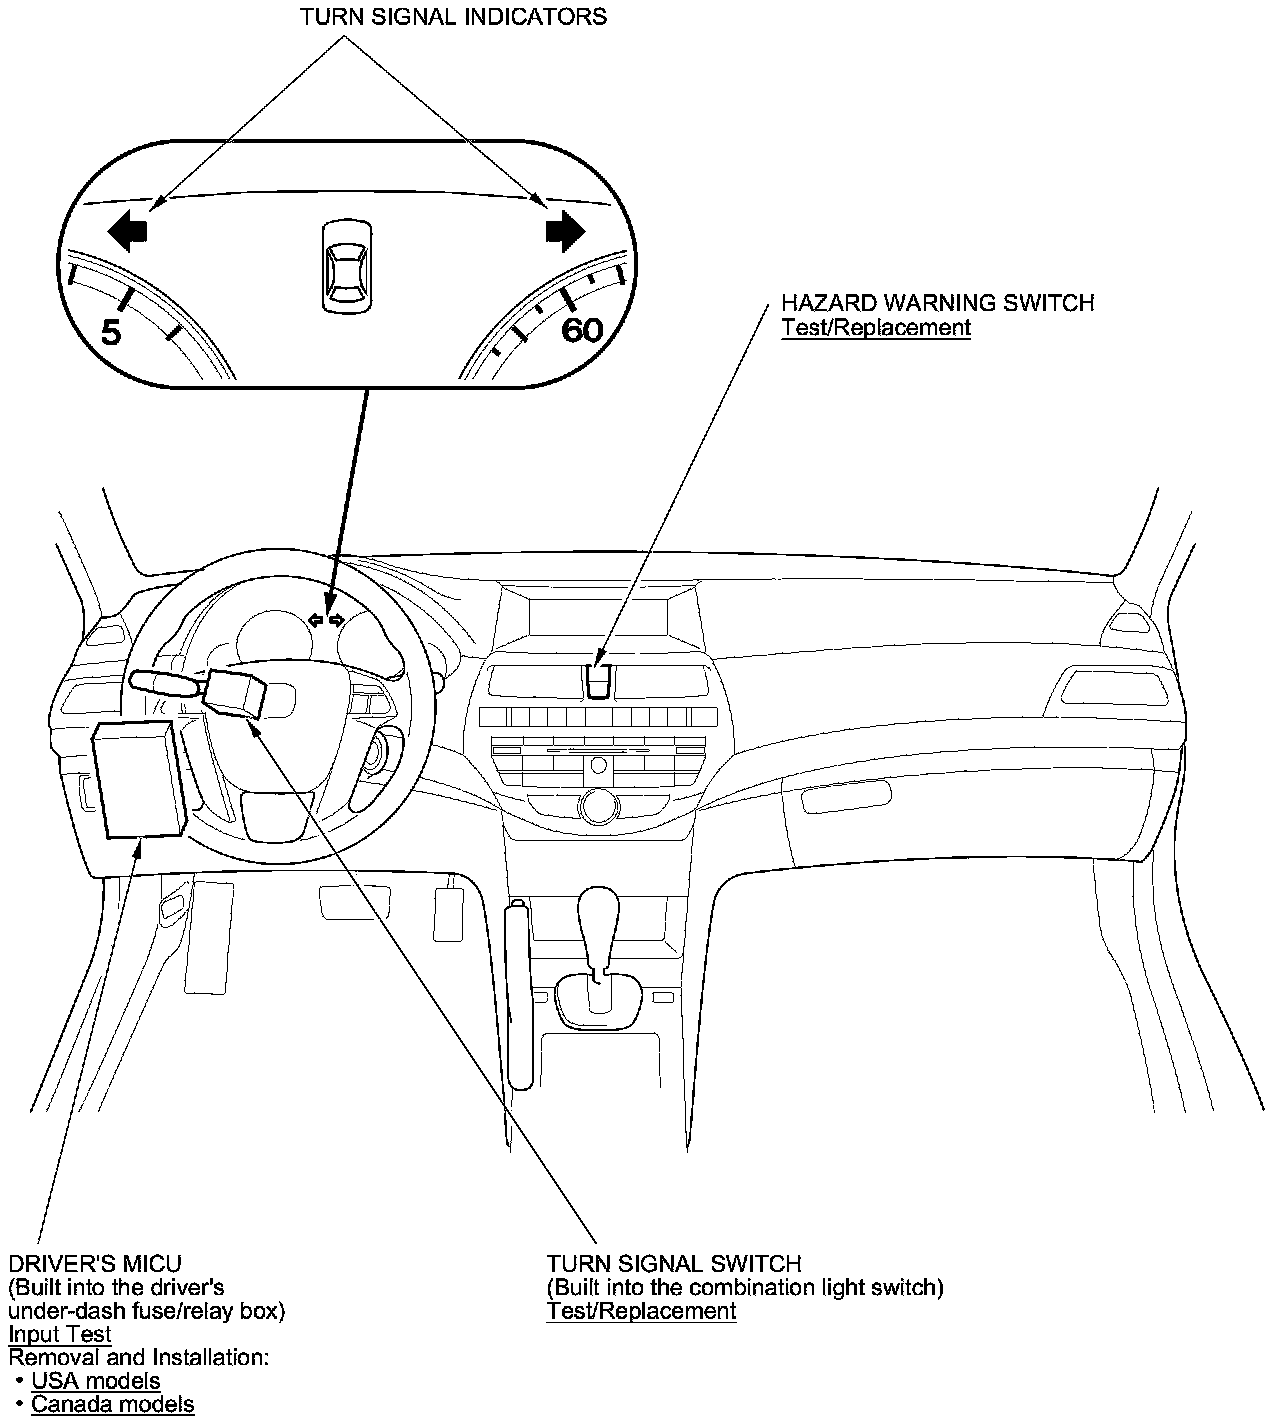 TURN SIGNAL INDICATORS
5
60
HAZARD WARNING SWITCH
Test/Replacement
DRIVER'S MICU
(Built into the driver's
under-dash fuse/relay box)
Input Test
Removal and Installation:
• USA models
• Canada models
TURN SIGNAL SWITCH
(Built into the combination light switch)
Test/Replacement